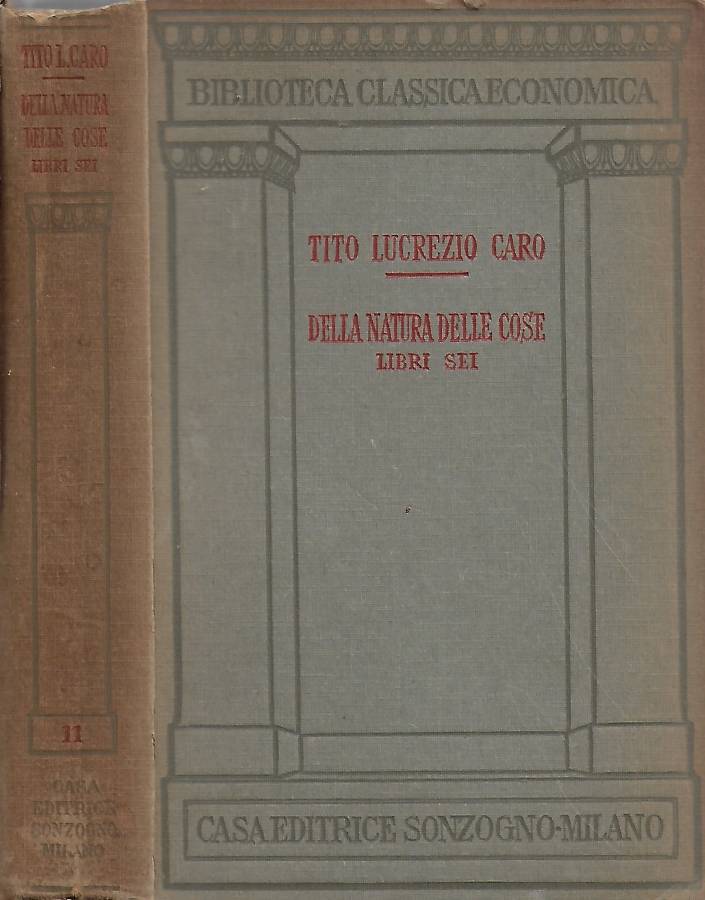 TITO L. CARO
DELLA NATURA
DELLE COSE
LIBRI SEI
11
CASA
EDITRICE
SONZOGNO
MILANO
BIBLIOTECA CLASSICA ECONOMICA
TITO LUCREZIO CARO
DELLA NATURA DELLE COSE
LIBRI SEI
CASA EDITRICE SONZOGNO-MILANO